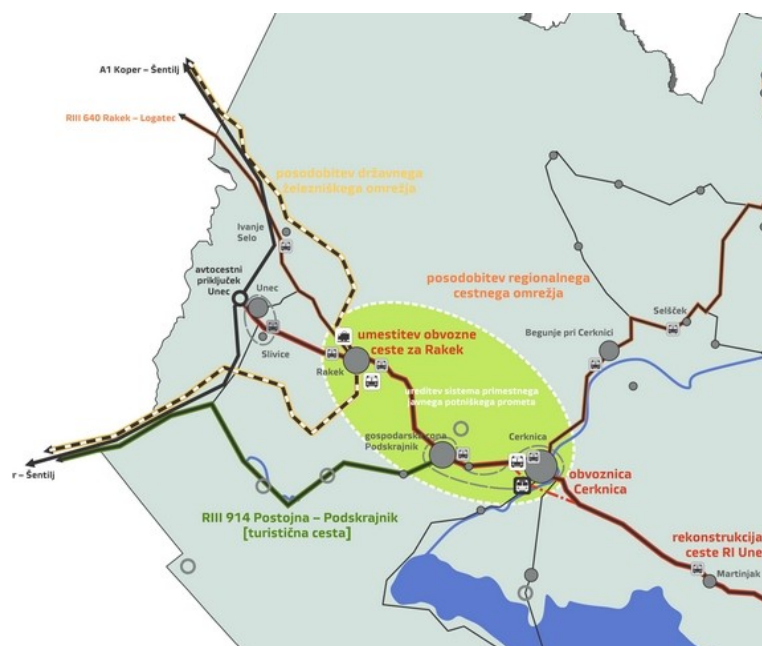 A1 Koper – Šentilj
RIII 640 Rakek – Logatec
posodobitev državnega
železniškega omrežja
Ivanje
Selo
avtocestni
priključek
Unec
Unec
Slivice
posodobitev regionalnega
cestnega omrežja
Selšček
Begunje pri Cerknici
umestitev obvozne
ceste za Rakek
Rakek
ureditev sistema primestnega
javnega potniškega prometa
gospodarska cona
Podskrajnik
Cerknica
obvoznica
Cerknica
r – Šentilj
RIII 914 Postojna – Podskrajnik
[turistična cesta]
rekonstrukcija
ceste RI Une
Martinjak